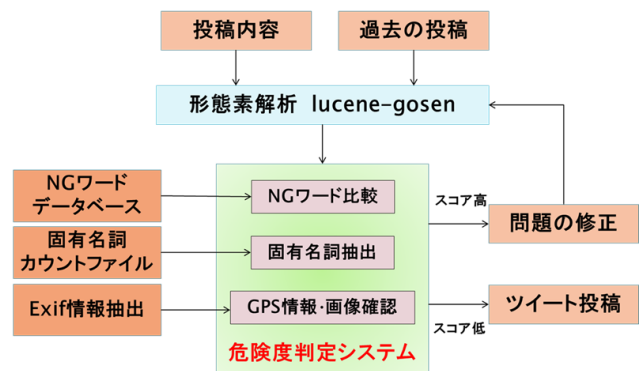 投稿内容
過去の投稿
形態素解析 lucene-gosen
NGワード
データベース
NGワード比較
スコア高
固有名詞
カウントファイル
固有名詞抽出
問題の修正
Exif情報抽出
GPS情報・画像確認
ツイート投稿
スコア低
危険度判定システム